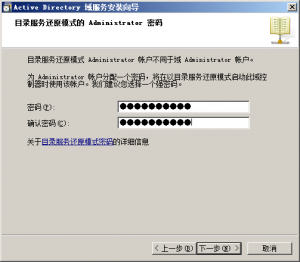 Active Directory 域服务安装向导
目录服务还原模式的 Administrator 密码
目录服务还原模式 Administrator 帐户不同于域 Administrator 帐户。
为 Administrator 帐户分配一个密码，将在以目录服务还原模式启动此域控
制器时使用该帐户。我们建议您选择一个强密码。
密码(P):
确认密码(C):
关于目录服务还原模式密码的详细信息
< 上一步(B) 下一步(N) > 取消